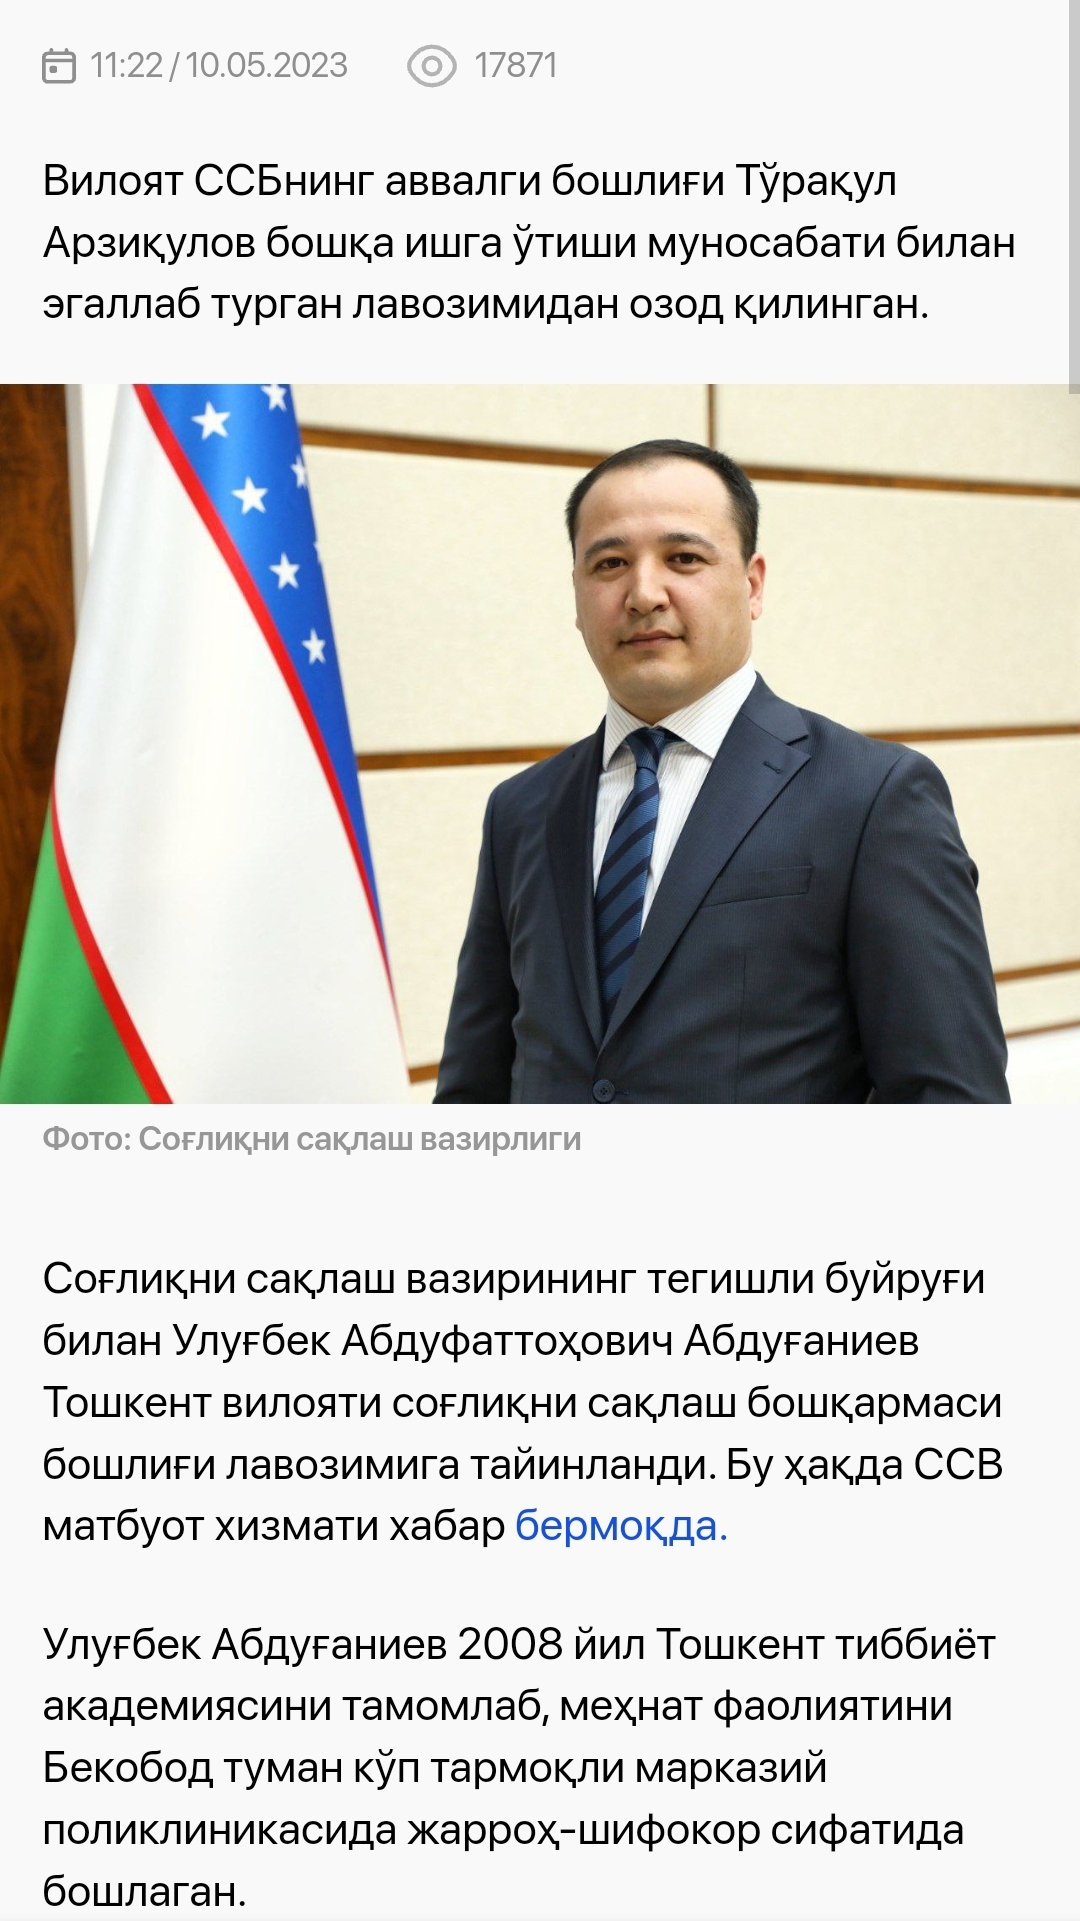 11:22 / 10.05.2023 17871
Вилоят ССБнинг аввалги бошлиғи Тўрақул
Арзиқулов бошқа ишга ўтиши муносабати билан
эгаллаб турган лавозимидан озод қилинган.
Фото: Соғлиқни сақлаш вазирлиги
Соғлиқни сақлаш вазирининг тегишли буйруғи
билан Улуғбек Абдуфаттоҳович Абдуғаниев
Тошкент вилояти соғлиқни сақлаш бошқармаси
бошлиғи лавозимига тайинланди. Бу ҳақда ССВ
матбуот хизмати хабар бермоқда.
Улуғбек Абдуғаниев 2008 йил Тошкент тиббиёт
академиясини тамомлаб, меҳнат фаолиятини
Бекобод туман кўп тармоқли марказий
поликлиникасида жарроҳ-шифокор сифатида
бошлаган.